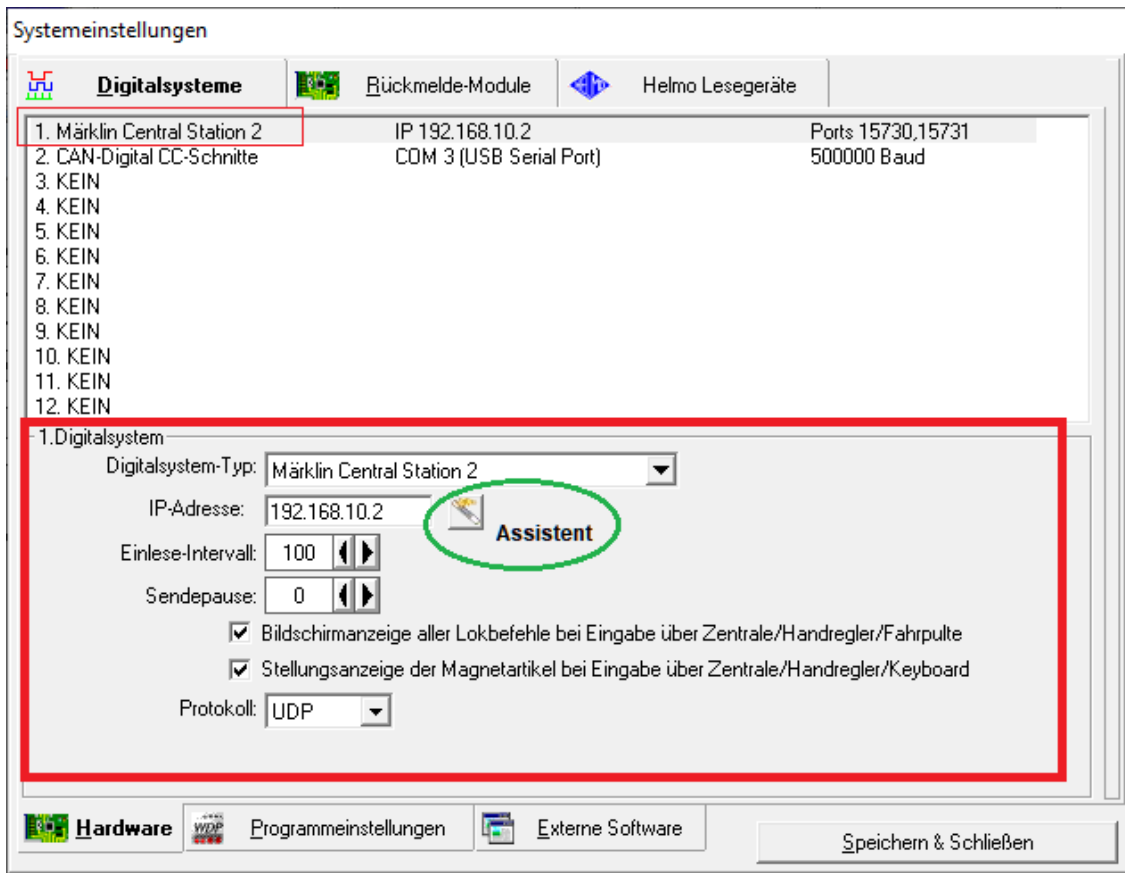 Systemeinstellungen
Digitalsysteme Rückmelde-Module Helmo Lesegeräte
1. Märklin Central Station 2 IP 192.168.10.2 Ports 15730,15731
2. CAN-Digital CC-Schnitte COM 3 (USB Serial Port) 500000 Baud
3. KEIN
4. KEIN
5. KEIN
6. KEIN
7. KEIN
8. KEIN
9. KEIN
10. KEIN
11. KEIN
12. KEIN
1.Digitalsystem
Digitalsystem-Typ: Märklin Central Station 2
IP-Adresse: 192.168.10.2
Assistent
Einlese-Intervall: 100
Sendepause: 0
Bildschirmanzeige aller Lokbefehle bei Eingabe über Zentrale/Handregler/Fahrpulte
Stellungsanzeige der Magnetartikel bei Eingabe über Zentrale/Handregler/Keyboard
Protokoll: UDP
Hardware WDP Programmeinstellungen Externe Software Speichern & Schließen